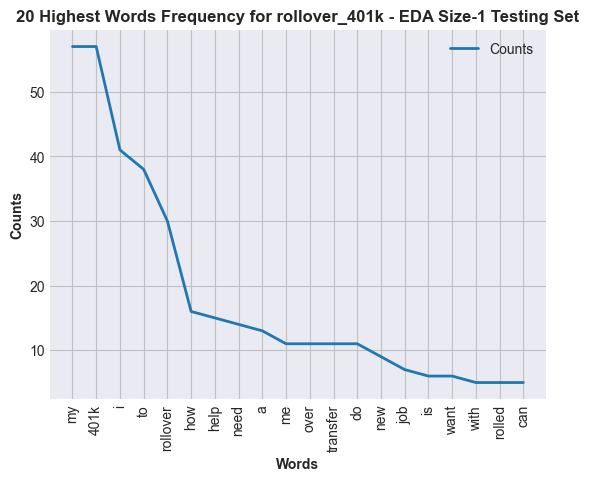 20 Highest Words Frequency for rollover_401k - EDA Size-1 Testing Set
Counts
Counts
50
40
30
20
10
my
401k
i
to
rollover
how
help
need
a
me
over
transfer
do
new
job
is
want
with
rolled
can
Words